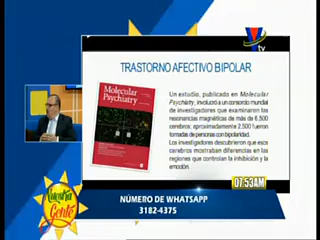 tv
TRASTORNO AFECTIVO BIPOLAR
Molecular
Psychiatry
Un estudio, publicado en Molecular
Psychiatry, involucró a un consorcio mundial
de investigadores que examinaron las
resonancias magnéticas de más de 6,500
cerebros; aproximadamente 2,500 fueron
tomadas de personas con bipolaridad.
Los investigadores descubrieron que esos
cerebros mostraban diferencias en las
regiones que controlan la inhibición y la
emoción.
07:53AM
Nuestra
Gente
NÚMERO DE WHATSAPP
3182-4375